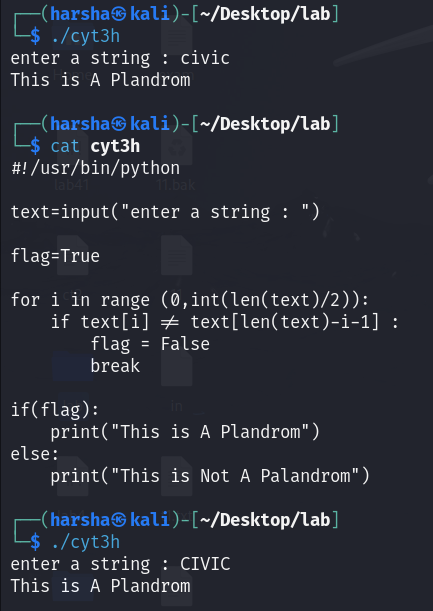 ┌──(harsha㉿kali)-[~/Desktop/lab]
└─$ ./cyt3h
enter a string : civic
This is A Plandrom
┌──(harsha㉿kali)-[~/Desktop/lab]
└─$ cat cyt3h
#!/usr/bin/python
text=input("enter a string : ")
flag=True
for i in range (0,int(len(text)/2)):
    if text[i] != text[len(text)-i-1] :
        flag = False
        break
if(flag):
    print("This is A Plandrom")
else:
    print("This is Not A Palandrom")
┌──(harsha㉿kali)-[~/Desktop/lab]
└─$ ./cyt3h
enter a string : CIVIC
This is A Plandrom